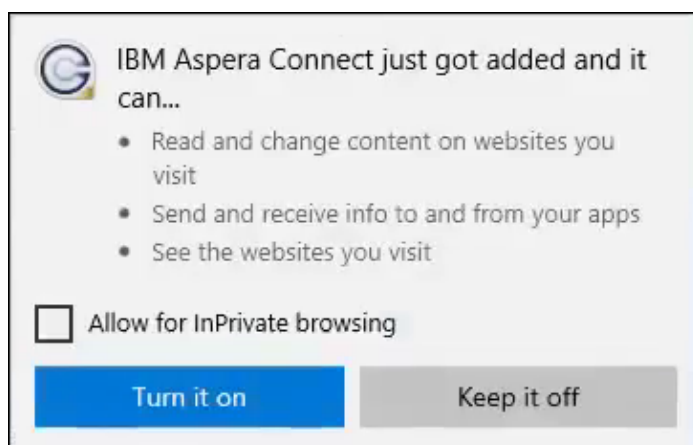 IBM Aspera Connect just got added and it
can...
• Read and change content on websites you
visit
• Send and receive info to and from your apps
• See the websites you visit
Allow for InPrivate browsing
Turn it on
Keep it off